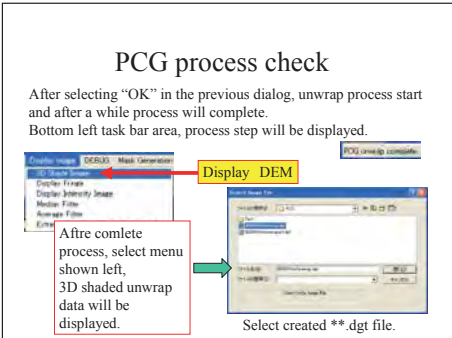 PCG process check
After selecting “OK” in the previous dialog, unwrap process start
and after a while process will complete.
Bottom left task bar area, process step will be displayed.
PCG unwrap complete
Display Image DEBUG Mask Generation
3D Shade Image
Display Fringe
Display Intensity Image
Median Filter
Average Filter
Display DEM
Aftre comlete
process, select menu
shown left,
3D shaded unwrap
data will be
displayed.
Select created **.dgt file.